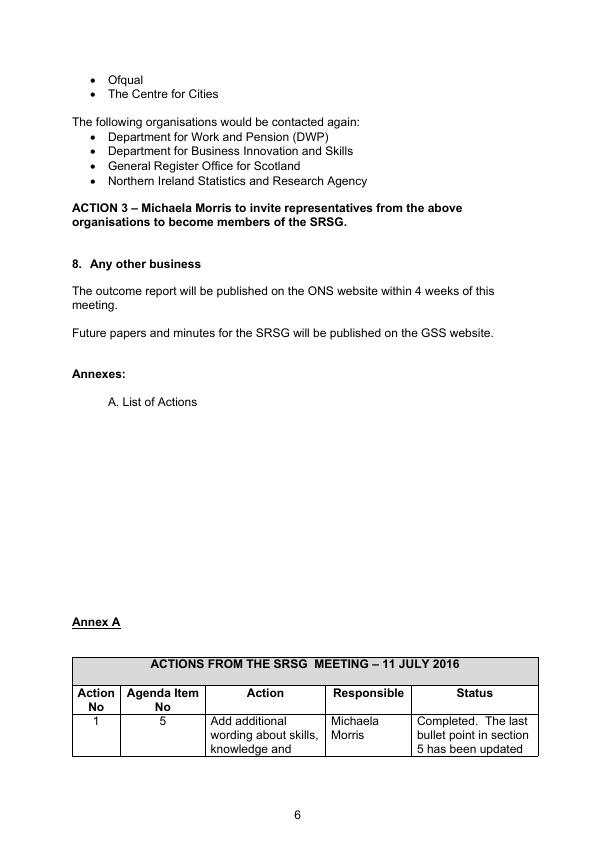 • Ofqual
• The Centre for Cities
The following organisations would be contacted again:
• Department for Work and Pension (DWP)
• Department for Business Innovation and Skills
• General Register Office for Scotland
• Northern Ireland Statistics and Research Agency
ACTION 3 – Michaela Morris to invite representatives from the above
organisations to become members of the SRSG.
8. Any other business
The outcome report will be published on the ONS website within 4 weeks of this
meeting.
Future papers and minutes for the SRSG will be published on the GSS website.
Annexes:
A. List of Actions
Annex A
ACTIONS FROM THE SRSG MEETING – 11 JULY 2016
Action Agenda Item Action Responsible Status
No No
1 5 Add additional Michaela Completed. The last
wording about skills, Morris bullet point in section
knowledge and 5 has been updated
6